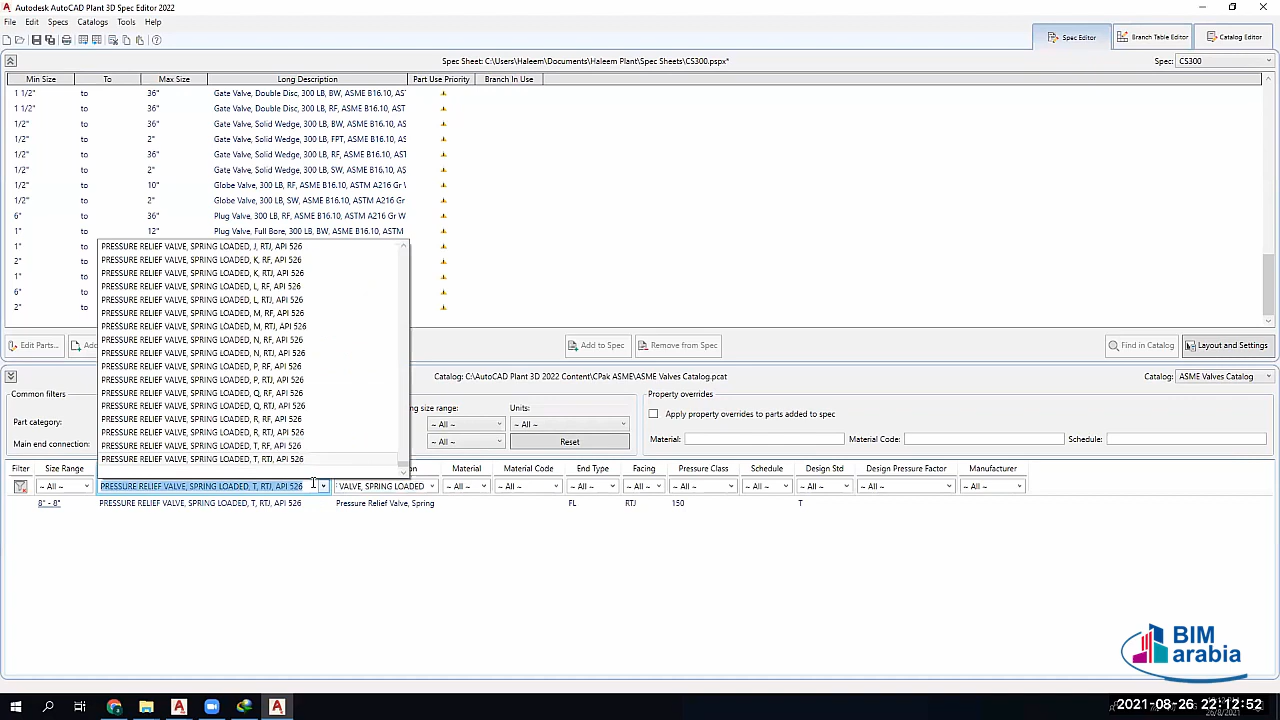 Autodesk AutoCAD Plant 3D Spec Editor 2022
File Edit Specs Catalogs Tools Help
Spec Editor Branch Table Editor Catalog Editor
Spec Sheet: C:\Users\Haleem\Documents\Haleem Plant\Spec Sheets\CS300.pspx* Spec: CS300
Min Size To Max Size Long Description Part Use Priority Branch In Use
1 1/2" to 36" Gate Valve, Double Disc, 300 LB, BW, ASME B16.10, AS
1 1/2" to 36" Gate Valve, Double Disc, 300 LB, RF, ASME B16.10, AST
1/2" to 36" Gate Valve, Solid Wedge, 300 LB, BW, ASME B16.10, AS
1/2" to 2" Gate Valve, Solid Wedge, 300 LB, FPT, ASME B16.10, AS
1/2" to 36" Gate Valve, Solid Wedge, 300 LB, RF, ASME B16.10, AST
1/2" to 2" Gate Valve, Solid Wedge, 300 LB, SW, ASME B16.10, AS
1/2" to 10" Globe Valve, 300 LB, RF, ASME B16.10, ASTM A216 Gr
1/2" to 2" Globe Valve, 300 LB, SW, ASME B16.10, ASTM A216 Gr
6" to 36" Plug Valve, 300 LB, RF, ASME B16.10, ASTM A216 Gr W
1" to 12" Plug Valve, Full Bore, 300 LB, BW, ASME B16.10, ASTM
1"
2"
1"
6"
2"
PRESSURE RELIEF VALVE, SPRING LOADED, J, RTJ, API 526
PRESSURE RELIEF VALVE, SPRING LOADED, K, RF, API 526
PRESSURE RELIEF VALVE, SPRING LOADED, K, RTJ, API 526
PRESSURE RELIEF VALVE, SPRING LOADED, L, RF, API 526
PRESSURE RELIEF VALVE, SPRING LOADED, L, RTJ, API 526
PRESSURE RELIEF VALVE, SPRING LOADED, M, RF, API 526
PRESSURE RELIEF VALVE, SPRING LOADED, M, RTJ, API 526
PRESSURE RELIEF VALVE, SPRING LOADED, N, RF, API 526
PRESSURE RELIEF VALVE, SPRING LOADED, N, RTJ, API 526
PRESSURE RELIEF VALVE, SPRING LOADED, P, RF, API 526
PRESSURE RELIEF VALVE, SPRING LOADED, P, RTJ, API 526
PRESSURE RELIEF VALVE, SPRING LOADED, Q, RF, API 526
PRESSURE RELIEF VALVE, SPRING LOADED, Q, RTJ, API 526
PRESSURE RELIEF VALVE, SPRING LOADED, R, RF, API 526
PRESSURE RELIEF VALVE, SPRING LOADED, R, RTJ, API 526
PRESSURE RELIEF VALVE, SPRING LOADED, T, RF, API 526
PRESSURE RELIEF VALVE, SPRING LOADED, T, RTJ, API 526
Edit Parts... Add to Spec Remove from Spec Find in Catalog Layout and Settings
Catalog: C:\AutoCAD Plant 3D 2022 Content\CPak ASME\ASME Valves Catalog.pcat Catalog: ASME Valves Catalog
Common filters size range: Units: Property overrides
Part category: ~ All ~ ~ All ~ Apply property overrides to parts added to spec
Main end connection: ~ All ~ Reset Material: Material Code: Schedule:
Filter Size Range Material Material Code End Type Facing Pressure Class Schedule Design Std Design Pressure Factor Manufacturer
~ All ~ PRESSURE RELIEF VALVE, SPRING LOADED, T, RTJ, API 526 VALVE, SPRING LOADED ~ All ~ ~ All ~ ~ All ~ ~ All ~ ~ All ~ ~ All ~ ~ All ~ ~ All ~ ~ All ~
8" - 8" PRESSURE RELIEF VALVE, SPRING LOADED, T, RTJ, API 526 Pressure Relief Valve, Spring FL RTJ 150 T
BIM
arabia
2021-08-26 22:12:52